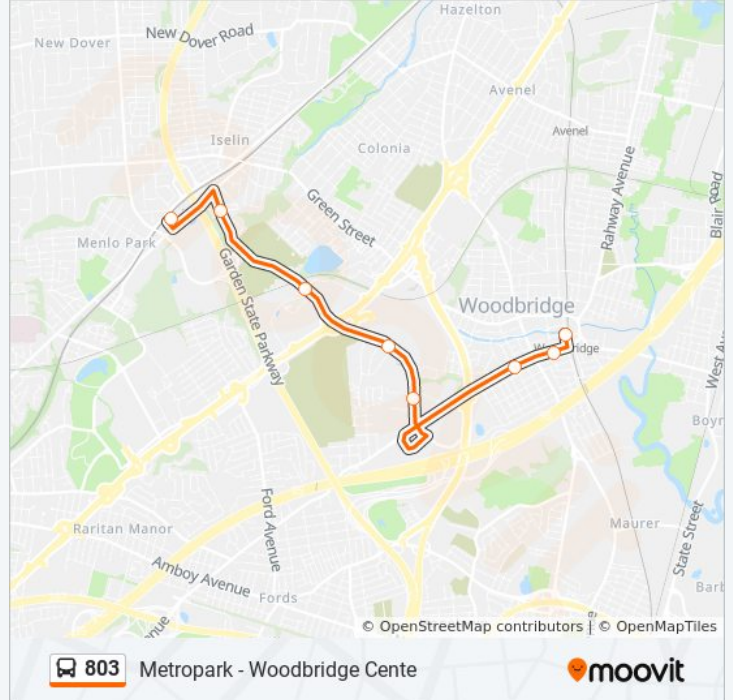 Hazelton
New Dover Road
New Dover
Avenel
Avenel
Iselin
Colonia
Rahway Avenue
Blair Road
Green Street
Menlo Park
Garden State Parkway
Woodbridge
West Av
Boyn
Ford Avenue
Raritan Manor
Maurer
State Street
Amboy Avenue
Fords
Barb
nue
© OpenStreetMap contributors | © OpenMapTiles
803 Metropark - Woodbridge Cente
moovit